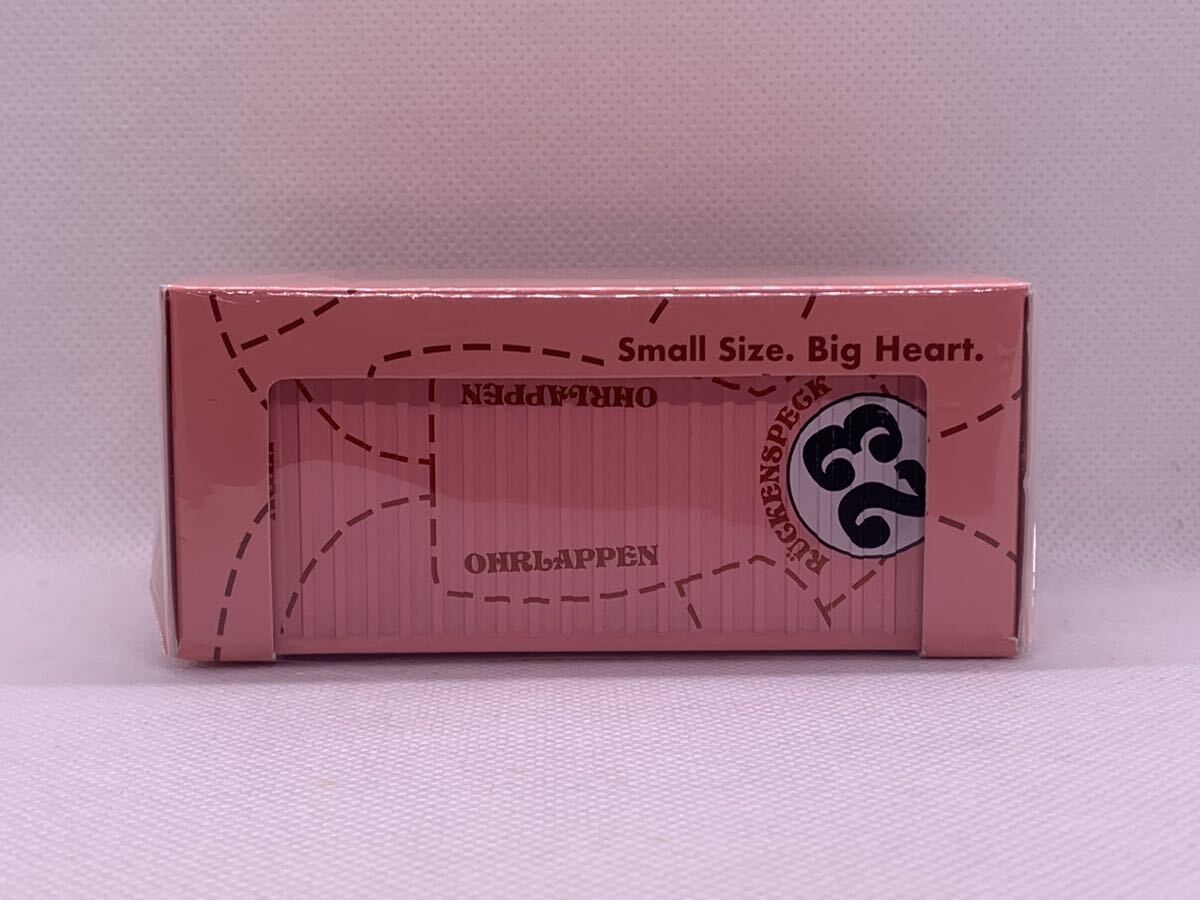 Small Size. Big Heart.
OHRLAPPEN
RÜCKENSPECK
23
OHRLAPPEN